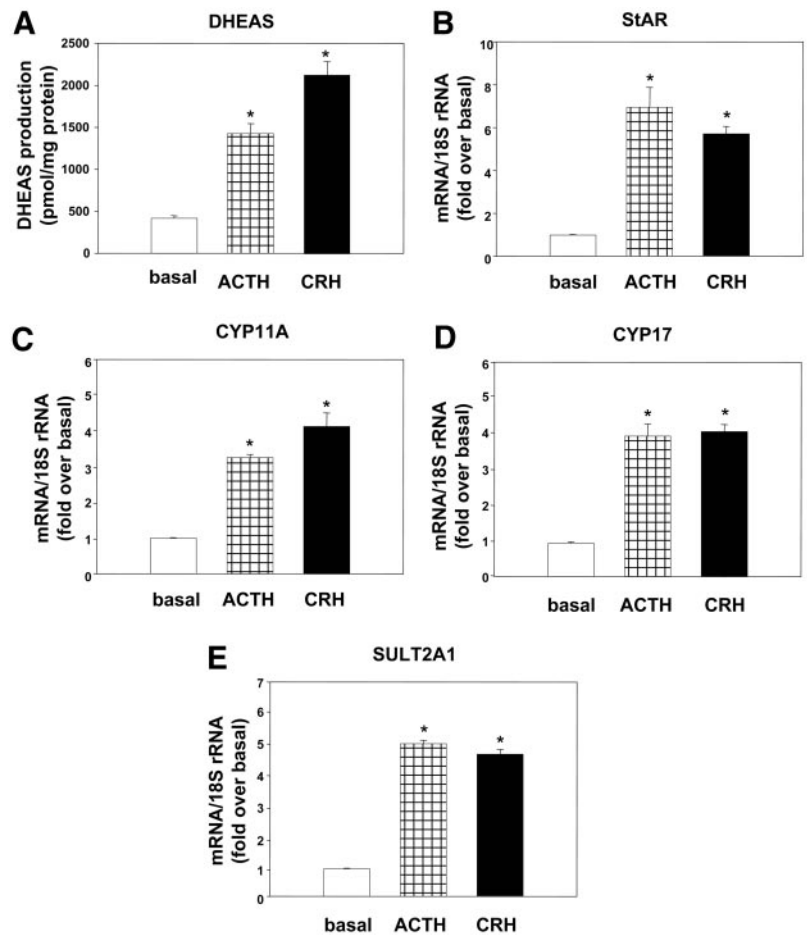 A
DHEAS
DHEAS production
(pmol/mg protein)
2500
2000
1500
1000
500
0
*
*
basal ACTH CRH
B
StAR
mRNA/18S rRNA
(fold over basal)
10
8
6
4
2
0
*
*
basal ACTH CRH
C
CYP11A
mRNA/18S rRNA
(fold over basal)
6
5
4
3
2
1
0
*
*
basal ACTH CRH
D
CYP17
mRNA/18S rRNA
(fold over basal)
6
5
4
3
2
1
0
*
*
basal ACTH CRH
E
SULT2A1
mRNA/18S rRNA
(fold over basal)
7
6
5
4
3
2
1
0
*
*
basal ACTH CRH